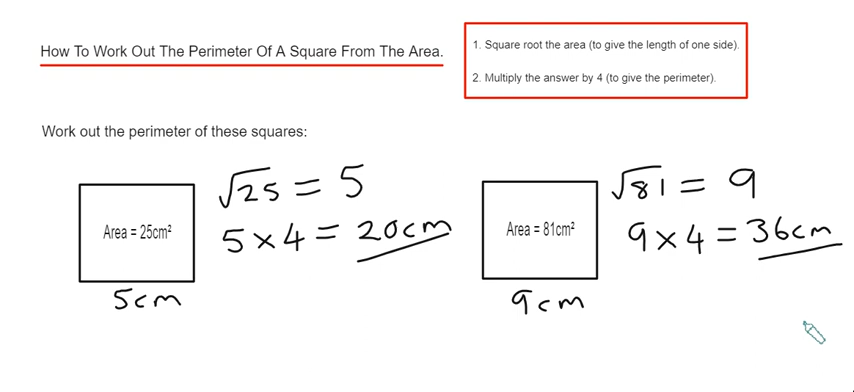 How To Work Out The Perimeter Of A Square From The Area.
1. Square root the area (to give the length of one side).
2. Multiply the answer by 4 (to give the perimeter).
Work out the perimeter of these squares:
Area = 25cm²
√25 = 5
5 × 4 = 20cm
5cm
Area = 81cm²
√81 = 9
9 × 4 = 36cm
9cm